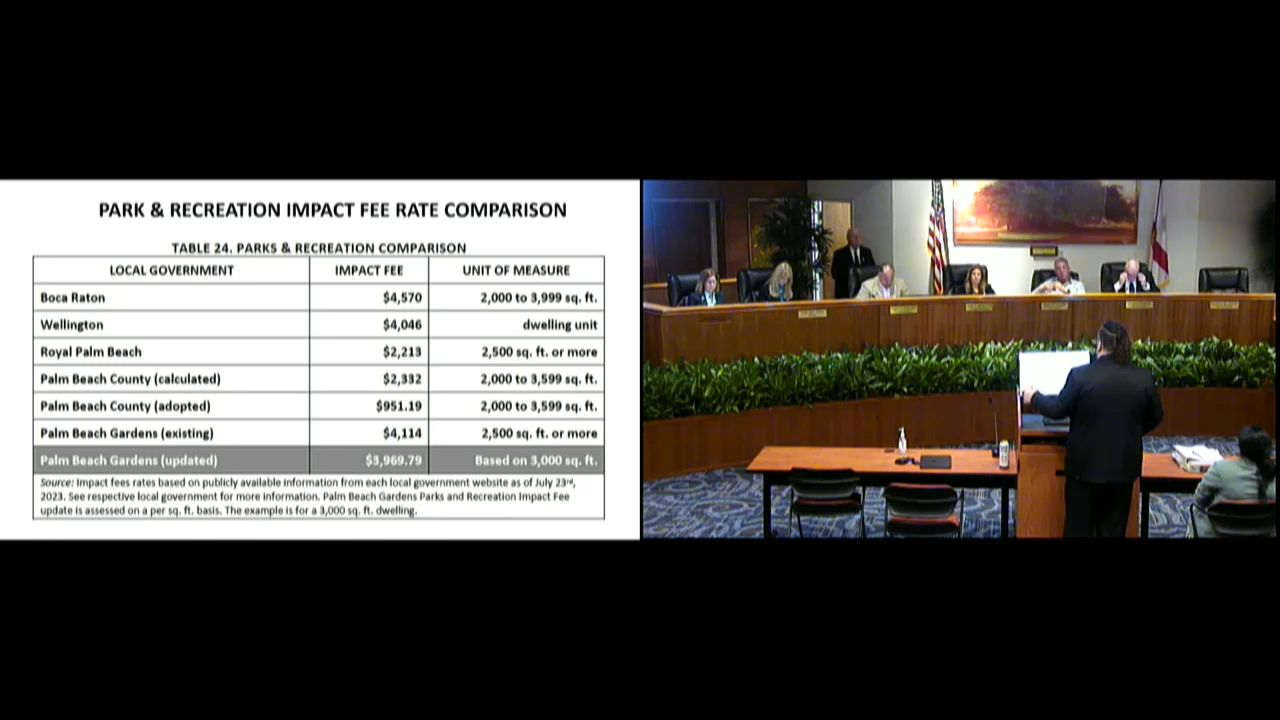 PARK & RECREATION IMPACT FEE RATE COMPARISON
TABLE 24. PARKS & RECREATION COMPARISON
LOCAL GOVERNMENT IMPACT FEE UNIT OF MEASURE
Boca Raton $4,570 2,000 to 3,999 sq. ft.
Wellington $4,046 dwelling unit
Royal Palm Beach $2,213 2,500 sq. ft. or more
Palm Beach County (calculated) $2,332 2,000 to 3,599 sq. ft.
Palm Beach County (adopted) $951.19 2,000 to 3,599 sq. ft.
Palm Beach Gardens (existing) $4,114 2,500 sq. ft. or more
Palm Beach Gardens (updated) $3,969.79 Based on 3,000 sq. ft.
Source: Impact fees rates based on publicly available information from each local government website as of July 23rd,
2023. See respective local government for more information. Palm Beach Gardens Parks and Recreation Impact Fee
update is assessed on a per sq. ft. basis. The example is for a 3,000 sq. ft. dwelling.